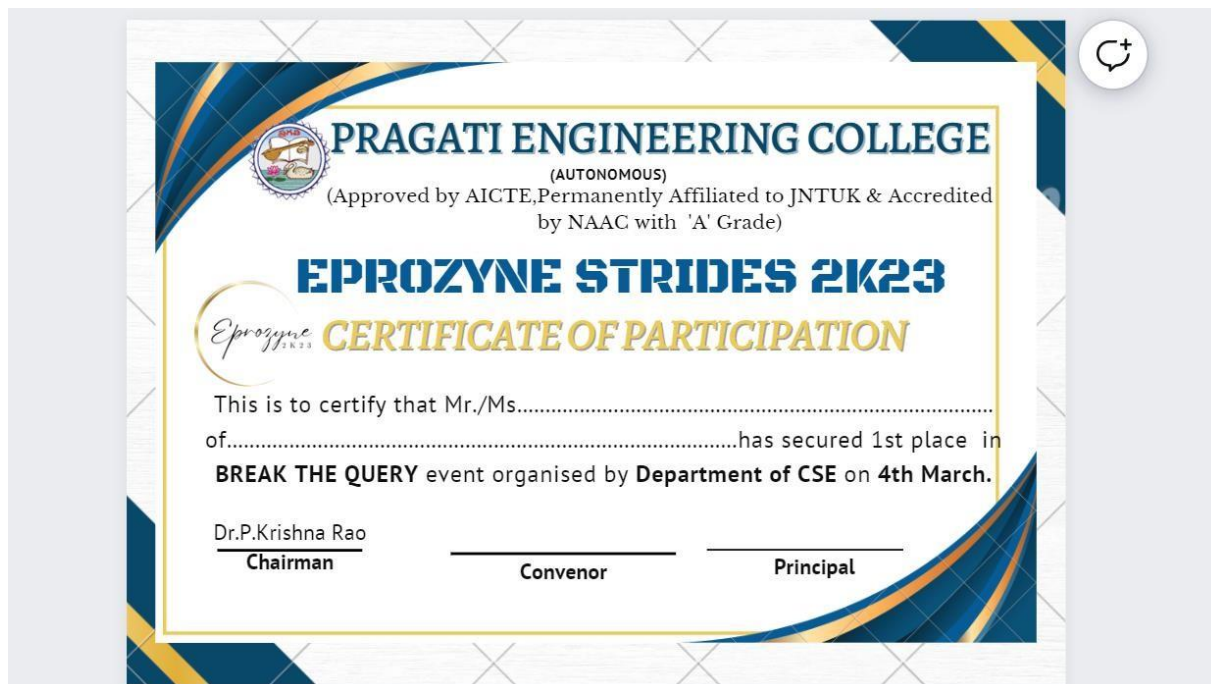 PRAGATI ENGINEERING COLLEGE
(AUTONOMOUS)
(Approved by AICTE,Permanently Affiliated to JNTUK & Accredited
by NAAC with 'A' Grade)
EPROZYNE STRIDES 2K23
Eprozyne
2K23
CERTIFICATE OF PARTICIPATION
This is to certify that Mr./Ms....................................................................................
of..........................................................................................has secured 1st place in
BREAK THE QUERY event organised by Department of CSE on 4th March.
Dr.P.Krishna Rao
Chairman
Convenor
Principal